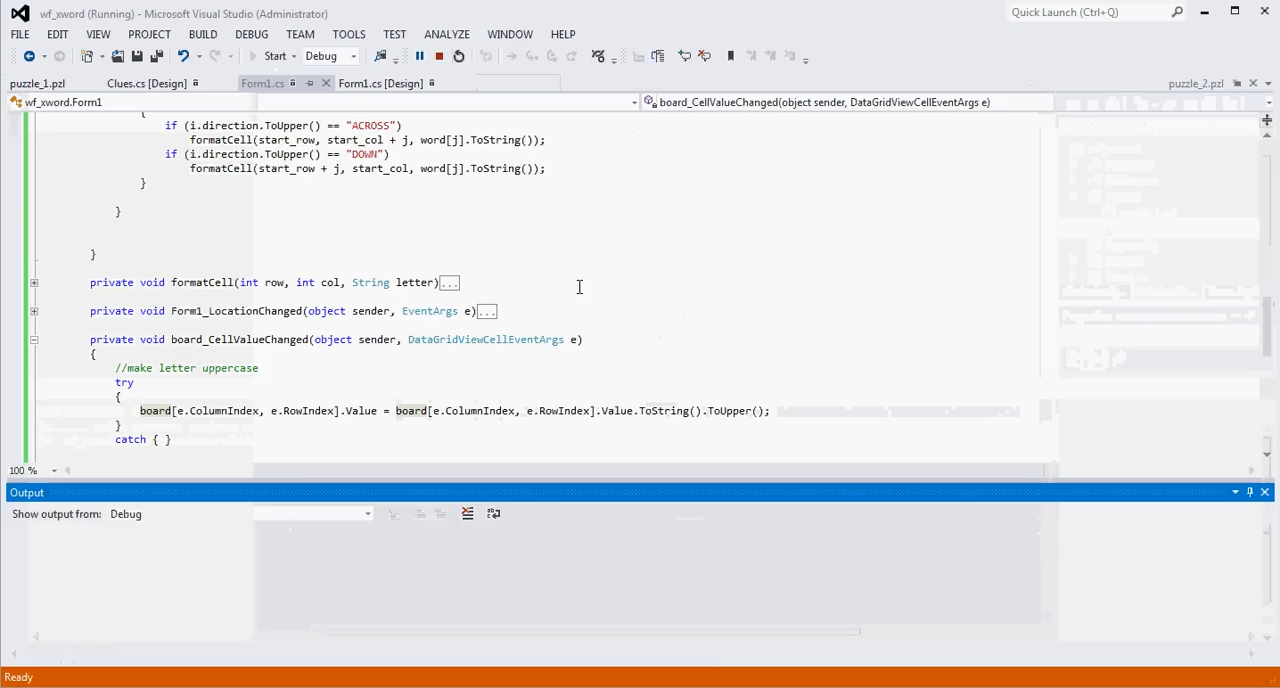 wf_xword (Running) - Microsoft Visual Studio (Administrator)
Quick Launch (Ctrl+Q)
FILE EDIT VIEW PROJECT BUILD DEBUG TEAM TOOLS TEST ANALYZE WINDOW HELP
Start Debug
puzzle_1.pzl Clues.cs [Design] Form1.cs Form1.cs [Design] puzzle_2.pzl
wf_xword.Form1 board_CellValueChanged(object sender, DataGridViewCellEventArgs e)
{
if (i.direction.ToUpper() == "ACROSS")
formatCell(start_row, start_col + j, word[j].ToString());
if (i.direction.ToUpper() == "DOWN")
formatCell(start_row + j, start_col, word[j].ToString());
}
}
}
private void formatCell(int row, int col, String letter)...
private void Form1_LocationChanged(object sender, EventArgs e)...
private void board_CellValueChanged(object sender, DataGridViewCellEventArgs e)
{
//make letter uppercase
try
{
board[e.ColumnIndex, e.RowIndex].Value = board[e.ColumnIndex, e.RowIndex].Value.ToString().ToUpper();
}
catch { }
100 %
Output
Show output from: Debug
Ready